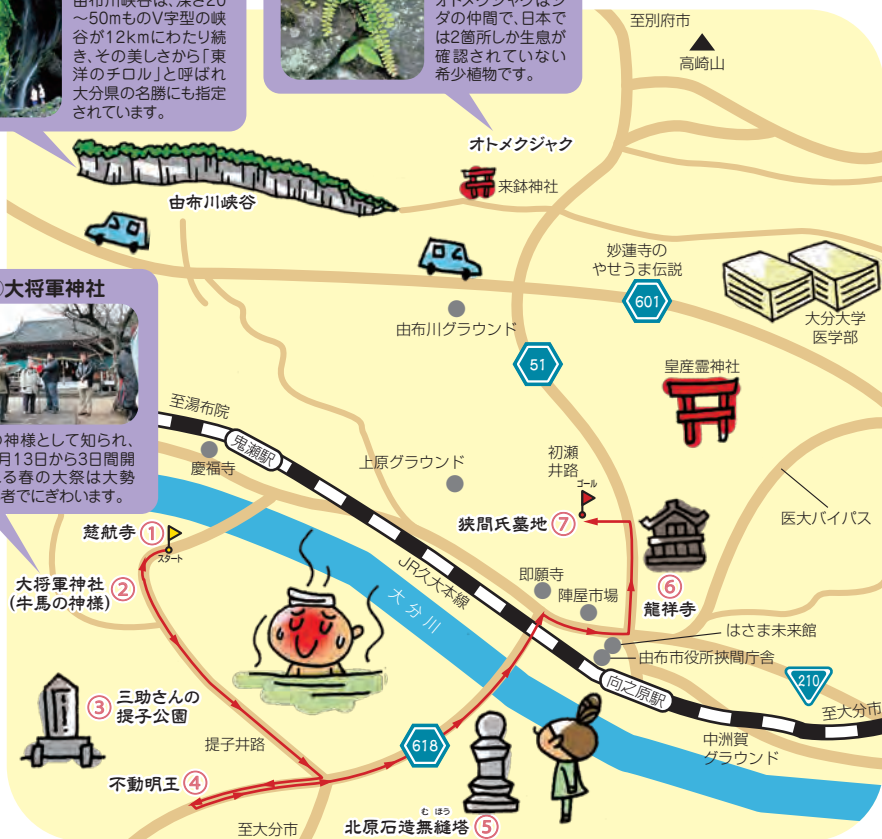 由布川峡谷は、深さ20
～50mものV字型の峡
谷が12kmにわたり続
き、その美しさから「東
洋のチロル」と呼ばれ
大分県の名勝にも指定
されています。
オトメクジャクはシ
ダの仲間で、日本で
は2箇所しか生息が
確認されていない
希少植物です。
至別府市
高崎山
オトメクジャク
来鉢神社
由布川峡谷
妙蓮寺の
やせうま伝説
601
大分大学
医学部
由布川グラウンド
51
皇産霊神社
大将軍神社
の神様として知られ、
月13日から3日間開
る春の大祭は大勢
者でにぎわいます。
至湯布院
鬼瀬駅
慶福寺
上原グラウンド
初瀬
井路
ゴール
狭間氏墓地 ⑦
医大バイパス
慈航寺 ①
スタート
大将軍神社 ②
(牛馬の神様)
JR久大本線
大分川
即願寺
陣屋市場
⑥
龍祥寺
はさま未来館
由布市役所挾間庁舎
向之原駅
210
至大分市
③ 三助さんの
提子公園
提子井路
618
中洲賀
グラウンド
不動明王 ④
至大分市
むほう
北原石造無縫塔 ⑤